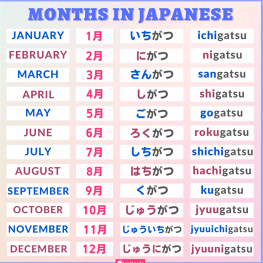 MONTHS IN JAPANESE
JANUARY 1月 いちがつ ichigatsu
FEBRUARY 2月 にがつ nigatsu
MARCH 3月 さんがつ sangatsu
APRIL 4月 しがつ shigatsu
MAY 5月 ごがつ gogatsu
JUNE 6月 ろくがつ rokugatsu
JULY 7月 しちがつ shichigatsu
AUGUST 8月 はちがつ hachigatsu
SEPTEMBER 9月 くがつ kugatsu
OCTOBER 10月 じゅうがつ jyuugatsu
NOVEMBER 11月 じゅういちがつ jyuuichigatsu
DECEMBER 12月 じゅうにがつ jyuunigatsu